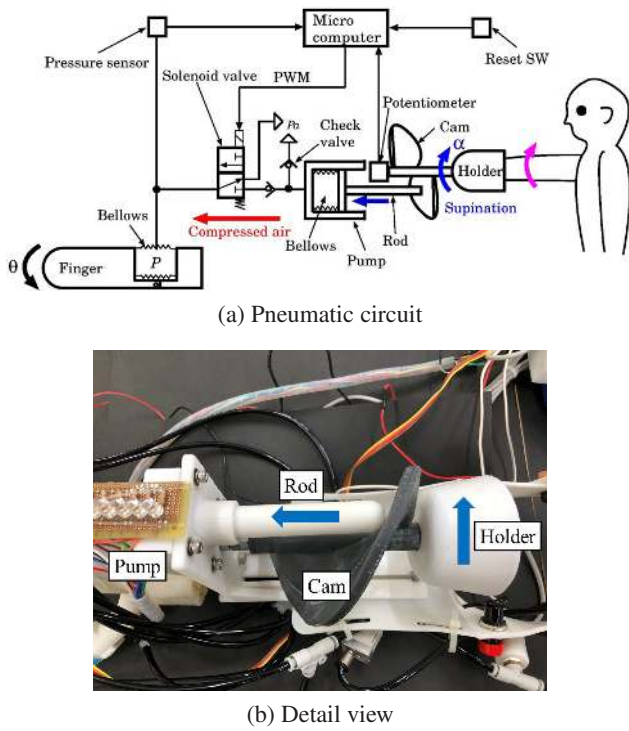 Micro
computer
Pressure sensor
Reset SW
Solenoid valve
PWM
Potentiometer
Pa
Check
valve
Cam
α
Holder
Bellows
Supination
Compressed air
Bellows
Rod
Pump
θ
Finger
P
(a) Pneumatic circuit
Rod
Holder
Pump
Cam
(b) Detail view